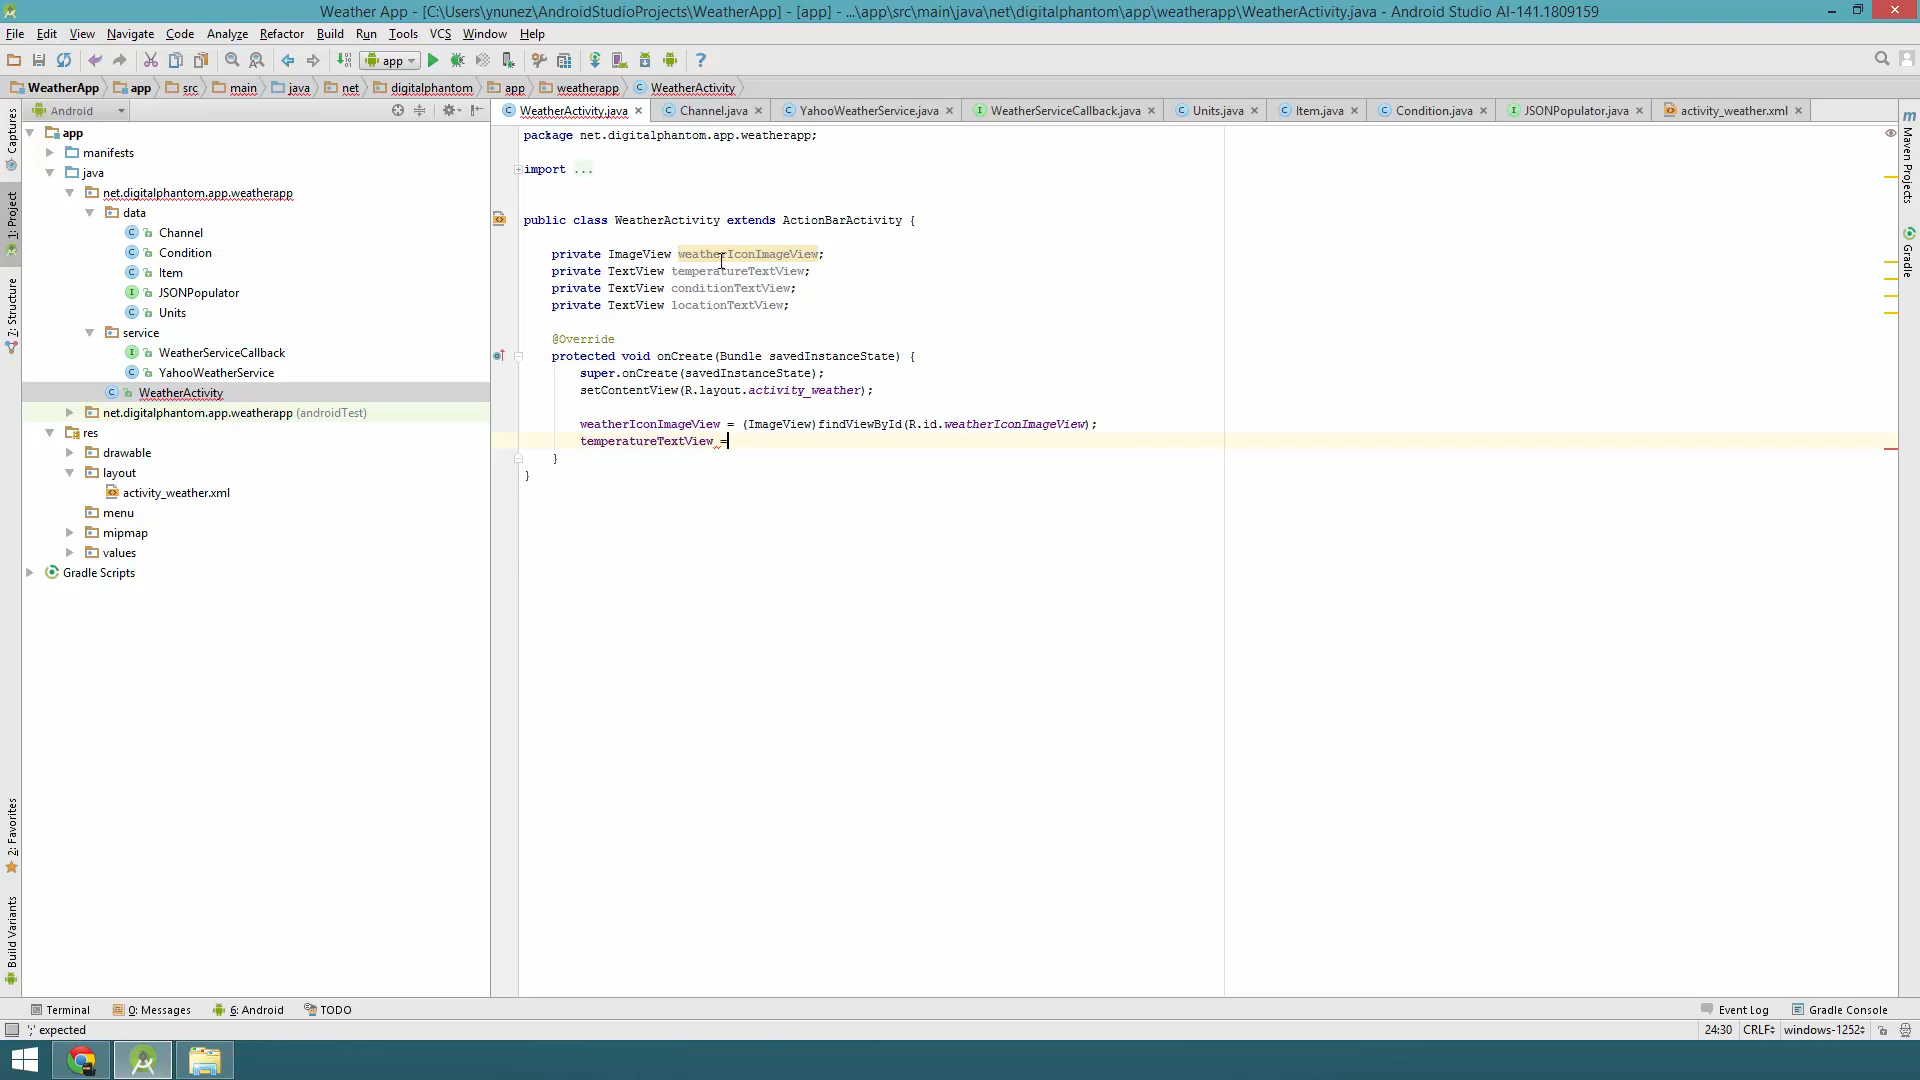 Weather App - [C:\Users\ynunez\AndroidStudioProjects\WeatherApp] - [app] - ...\app\src\main\java\net\digitalphantom\app\weatherapp\WeatherActivity.java - Android Studio AI-141.1809159
File Edit View Navigate Code Analyze Refactor Build Run Tools VCS Window Help
app
WeatherApp app src main java net digitalphantom app weatherapp WeatherActivity
Android
WeatherActivity.java Channel.java YahooWeatherService.java WeatherServiceCallback.java Units.java Item.java Condition.java JSONPopulator.java activity_weather.xml
Captures
1: Project
7: Structure
2: Favorites
Build Variants
app
manifests
java
net.digitalphantom.app.weatherapp
data
Channel
Condition
Item
JSONPopulator
Units
service
WeatherServiceCallback
YahooWeatherService
WeatherActivity
net.digitalphantom.app.weatherapp (androidTest)
res
drawable
layout
activity_weather.xml
menu
mipmap
values
Gradle Scripts
package net.digitalphantom.app.weatherapp;
import ...
public class WeatherActivity extends ActionBarActivity {
private ImageView weatherIconImageView;
private TextView temperatureTextView;
private TextView conditionTextView;
private TextView locationTextView;
@Override
protected void onCreate(Bundle savedInstanceState) {
super.onCreate(savedInstanceState);
setContentView(R.layout.activity_weather);
weatherIconImageView = (ImageView)findViewById(R.id.weatherIconImageView);
temperatureTextView =
}
}
Maven Projects
Gradle
Terminal 0: Messages 6: Android TODO Event Log Gradle Console
';' expected 24:30 CRLF windows-1252